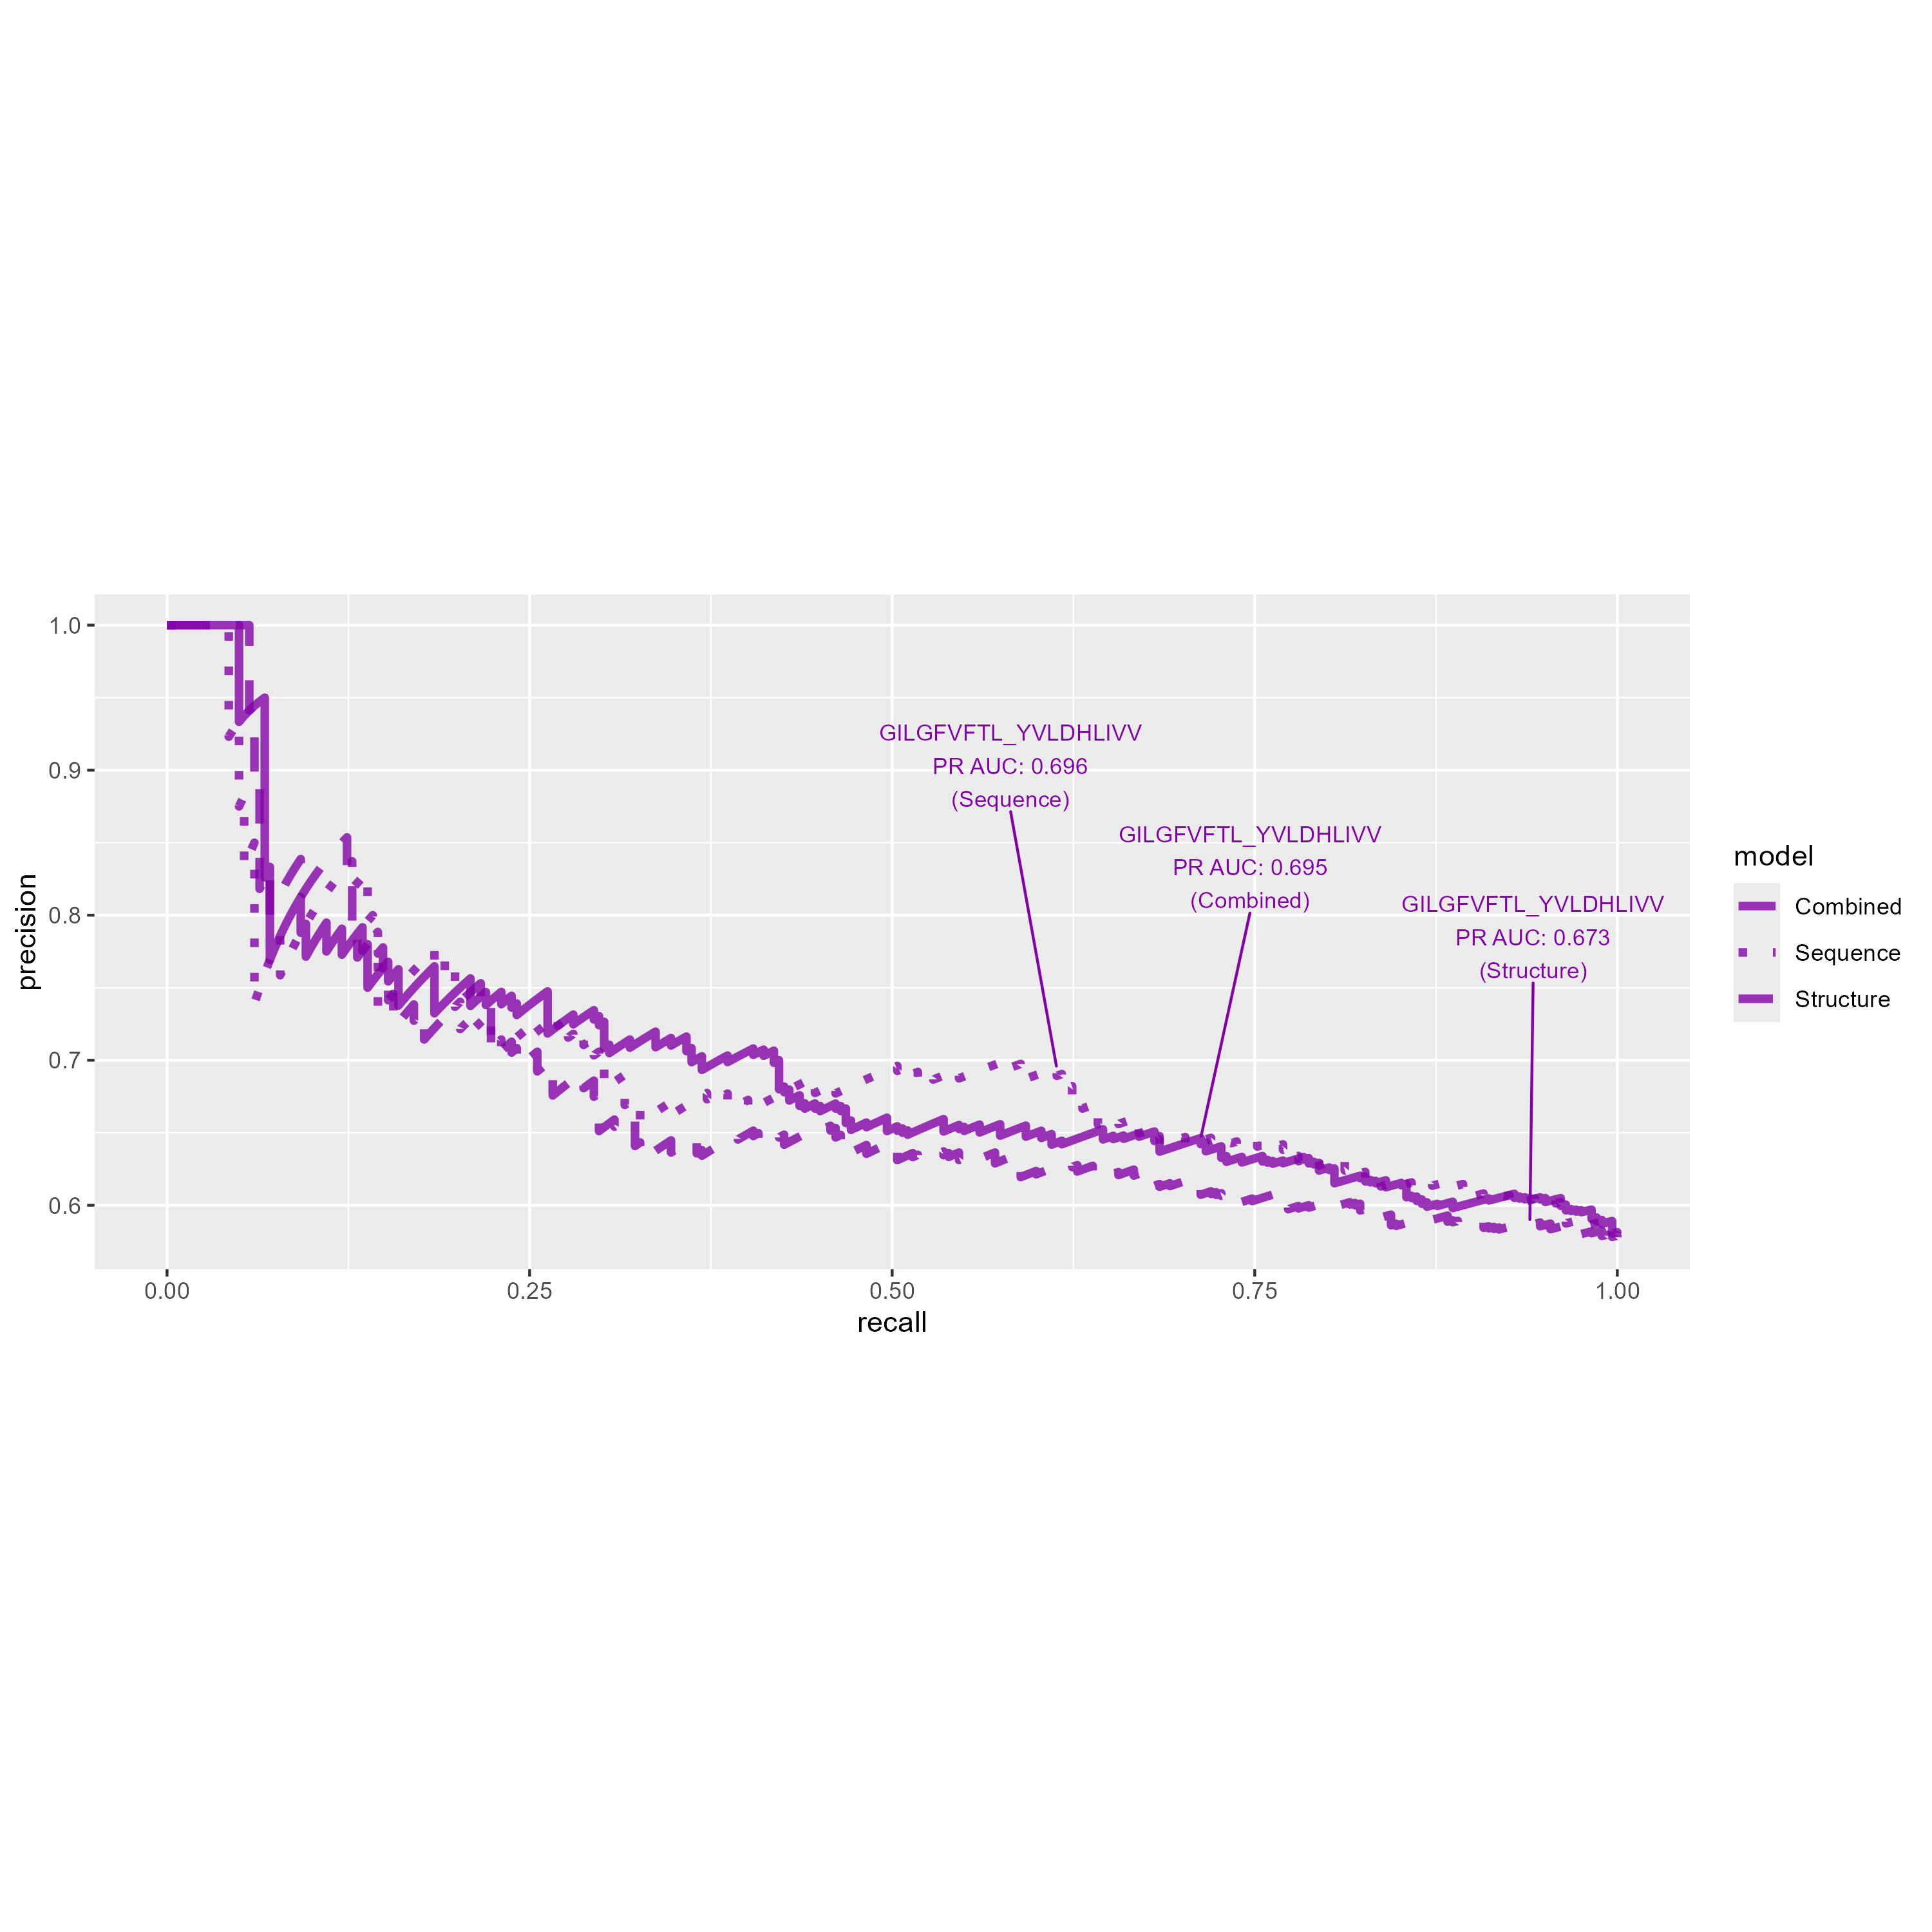 GILGFVFTL_YVLDHLIVV
PR AUC: 0.696
(Sequence)
GILGFVFTL_YVLDHLIVV
PR AUC: 0.695
(Combined)
GILGFVFTL_YVLDHLIVV
PR AUC: 0.673
(Structure)
1.0
0.9
0.8
0.7
0.6
precision
0.00
0.25
0.50
0.75
1.00
recall
model
Combined
Sequence
Structure